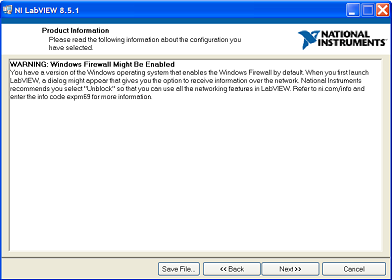 NI LabVIEW 8.5.1
Product Information
Please read the following information about the configuration you
have selected.
NATIONAL
INSTRUMENTS
WARNING: Windows Firewall Might Be Enabled
You have a version of the Windows operating system that enables the Windows Firewall by default. When you first launch
LabVIEW, a dialog might appear that gives you the option to receive information over the network. National Instruments
recommends you select "Unblock" so that you can use all the networking features in LabVIEW. Refer to ni.com/info and
enter the info code expm69 for more information.
Save File... << Back Next >> Cancel